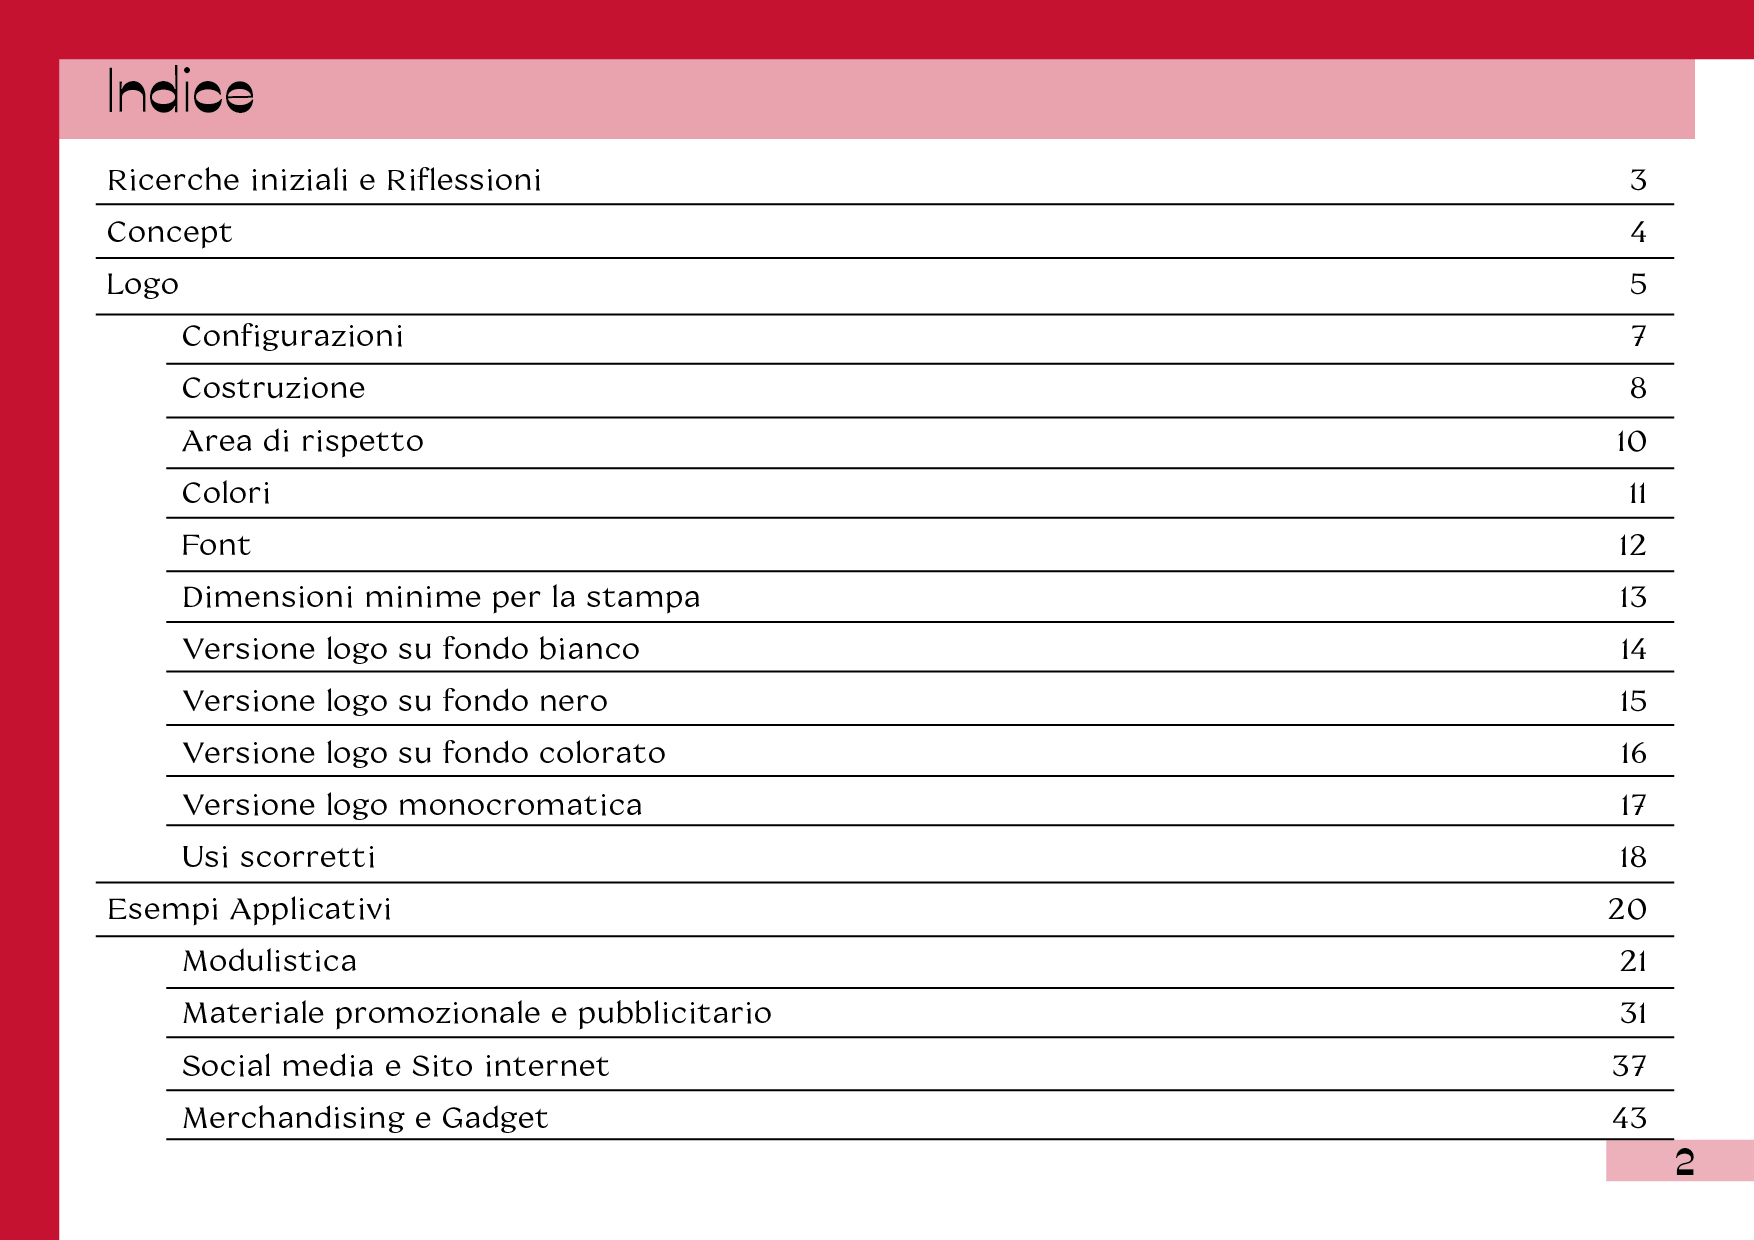 Indice
Ricerche iniziali e Riflessioni 3
Concept 4
Logo 5
Configurazioni 7
Costruzione 8
Area di rispetto 10
Colori 11
Font 12
Dimensioni minime per la stampa 13
Versione logo su fondo bianco 14
Versione logo su fondo nero 15
Versione logo su fondo colorato 16
Versione logo monocromatica 17
Usi scorretti 18
Esempi Applicativi 20
Modulistica 21
Materiale promozionale e pubblicitario 31
Social media e Sito internet 37
Merchandising e Gadget 43
2